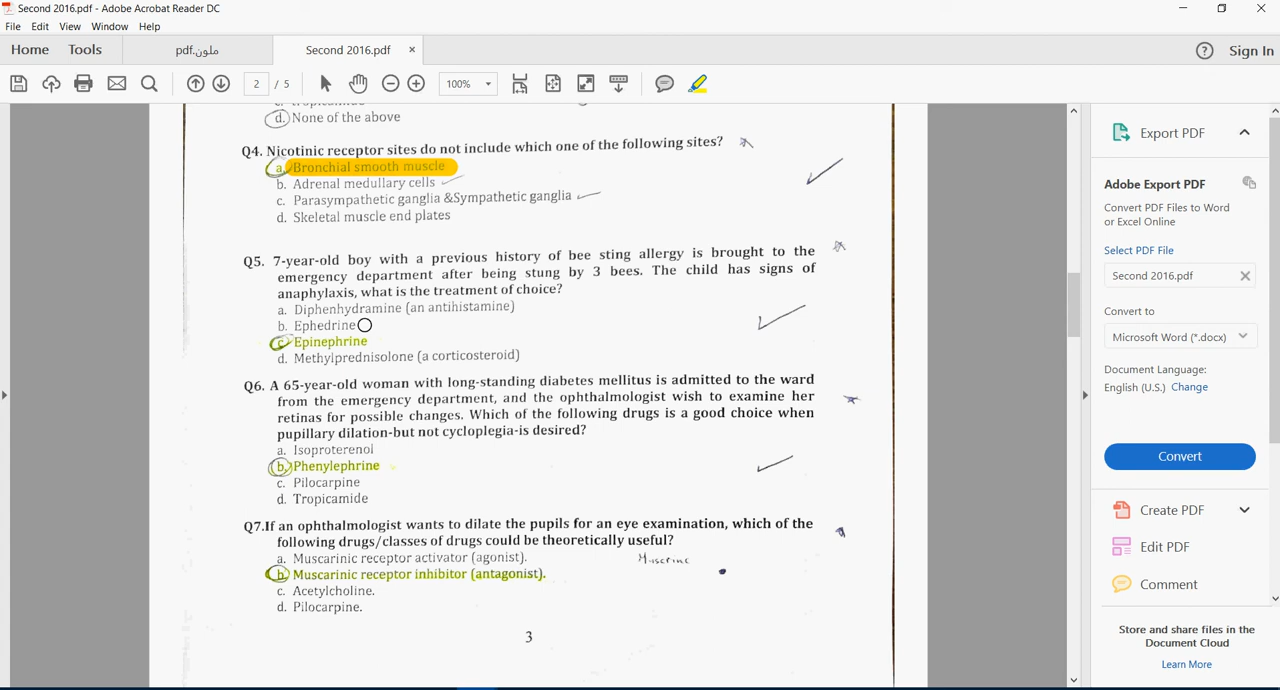 Second 2016.pdf - Adobe Acrobat Reader DC
File Edit View Window Help
Home Tools ملون.pdf Second 2016.pdf × Sign In
2 / 5 100%
d. None of the above
Q4. Nicotinic receptor sites do not include which one of the following sites?
a. Bronchial smooth muscle
b. Adrenal medullary cells
c. Parasympathetic ganglia &Sympathetic ganglia
d. Skeletal muscle end plates
Q5. 7-year-old boy with a previous history of bee sting allergy is brought to the
emergency department after being stung by 3 bees. The child has signs of
anaphylaxis, what is the treatment of choice?
a. Diphenhydramine (an antihistamine)
b. Ephedrine
c. Epinephrine
d. Methylprednisolone (a corticosteroid)
Q6. A 65-year-old woman with long-standing diabetes mellitus is admitted to the ward
from the emergency department, and the ophthalmologist wish to examine her
retinas for possible changes. Which of the following drugs is a good choice when
pupillary dilation-but not cycloplegia-is desired?
a. Isoproterenol
b. Phenylephrine
c. Pilocarpine
d. Tropicamide
Q7.If an ophthalmologist wants to dilate the pupils for an eye examination, which of the
following drugs/classes of drugs could be theoretically useful?
a. Muscarinic receptor activator (agonist).
b. Muscarinic receptor inhibitor (antagonist).
c. Acetylcholine.
d. Pilocarpine.
3
Export PDF
Adobe Export PDF
Convert PDF Files to Word
or Excel Online
Select PDF File
Second 2016.pdf
Convert to
Microsoft Word (*.docx)
Document Language:
English (U.S.) Change
Convert
Create PDF
Edit PDF
Comment
Store and share files in the
Document Cloud
Learn More